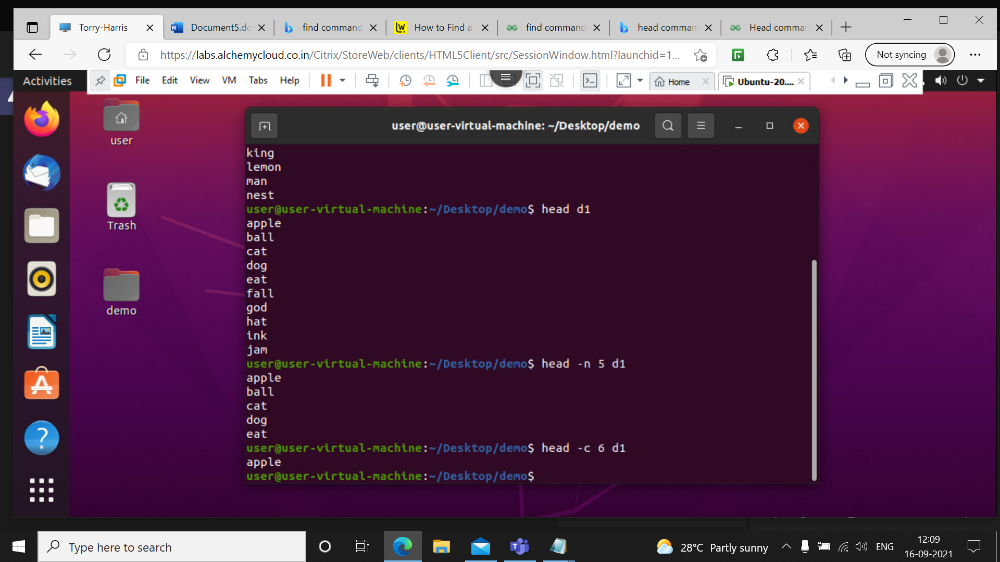 Torry-Harris
Document5.do
find comman
How to Find a
find command
head comman
Head comman
https://labs.alchemycloud.co.in/Citrix/StoreWeb/clients/HTML5Client/src/SessionWindow.html?launchid=1...
Not syncing
Activities
File Edit View VM Tabs Help
Home
Ubuntu-20....
user
Trash
demo
user@user-virtual-machine: ~/Desktop/demo
king
lemon
man
nest
user@user-virtual-machine:~/Desktop/demo$ head d1
apple
ball
cat
dog
eat
fall
god
hat
ink
jam
user@user-virtual-machine:~/Desktop/demo$ head -n 5 d1
apple
ball
cat
dog
eat
user@user-virtual-machine:~/Desktop/demo$ head -c 6 d1
apple
user@user-virtual-machine:~/Desktop/demo$
Type here to search
28°C Partly sunny
ENG
12:09
16-09-2021